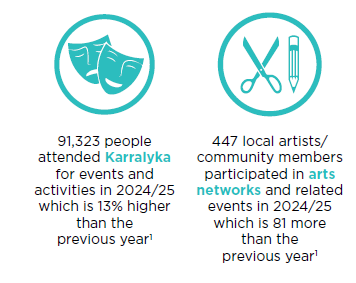 91,323 people
attended Karralyka
for events and
activities in 2024/25
which is 13% higher
than the
previous year¹
447 local artists/
community members
participated in arts
networks and related
events in 2024/25
which is 81 more
than the
previous year¹